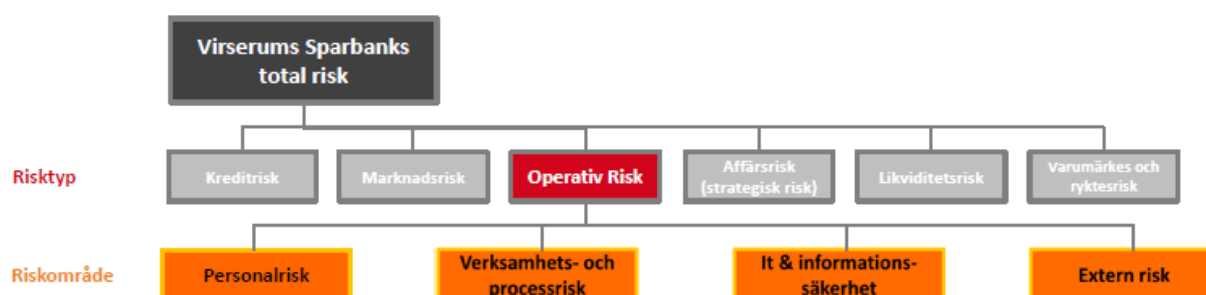 Virserums Sparbanks
total risk
Risktyp
Kreditrisk
Marknadsrisk
Operativ Risk
Affärsrisk
(strategisk risk)
Likviditetsrisk
Varumärkes och
ryktesrisk
Riskområde
Personalrisk
Verksamhets- och
processrisk
It & informations-
säkerhet
Extern risk